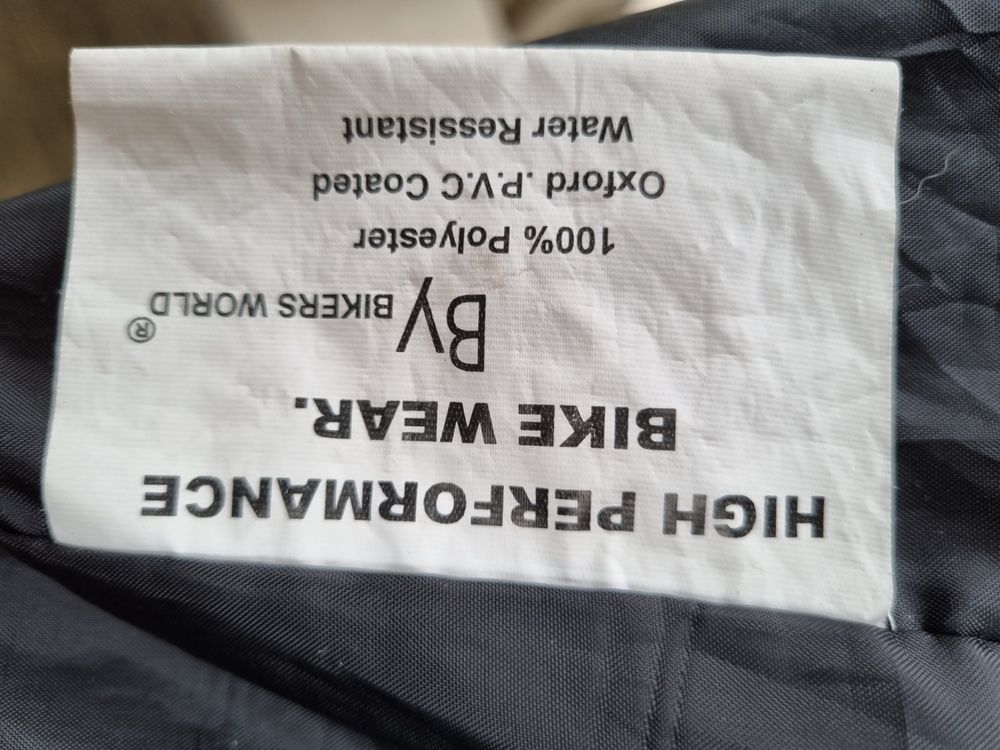 HIGH PERFORMANCE
BIKE WEAR.
By BIKERS WORLD ®
100% Polyester
Oxford . P.V.C Coated
Water Ressistant